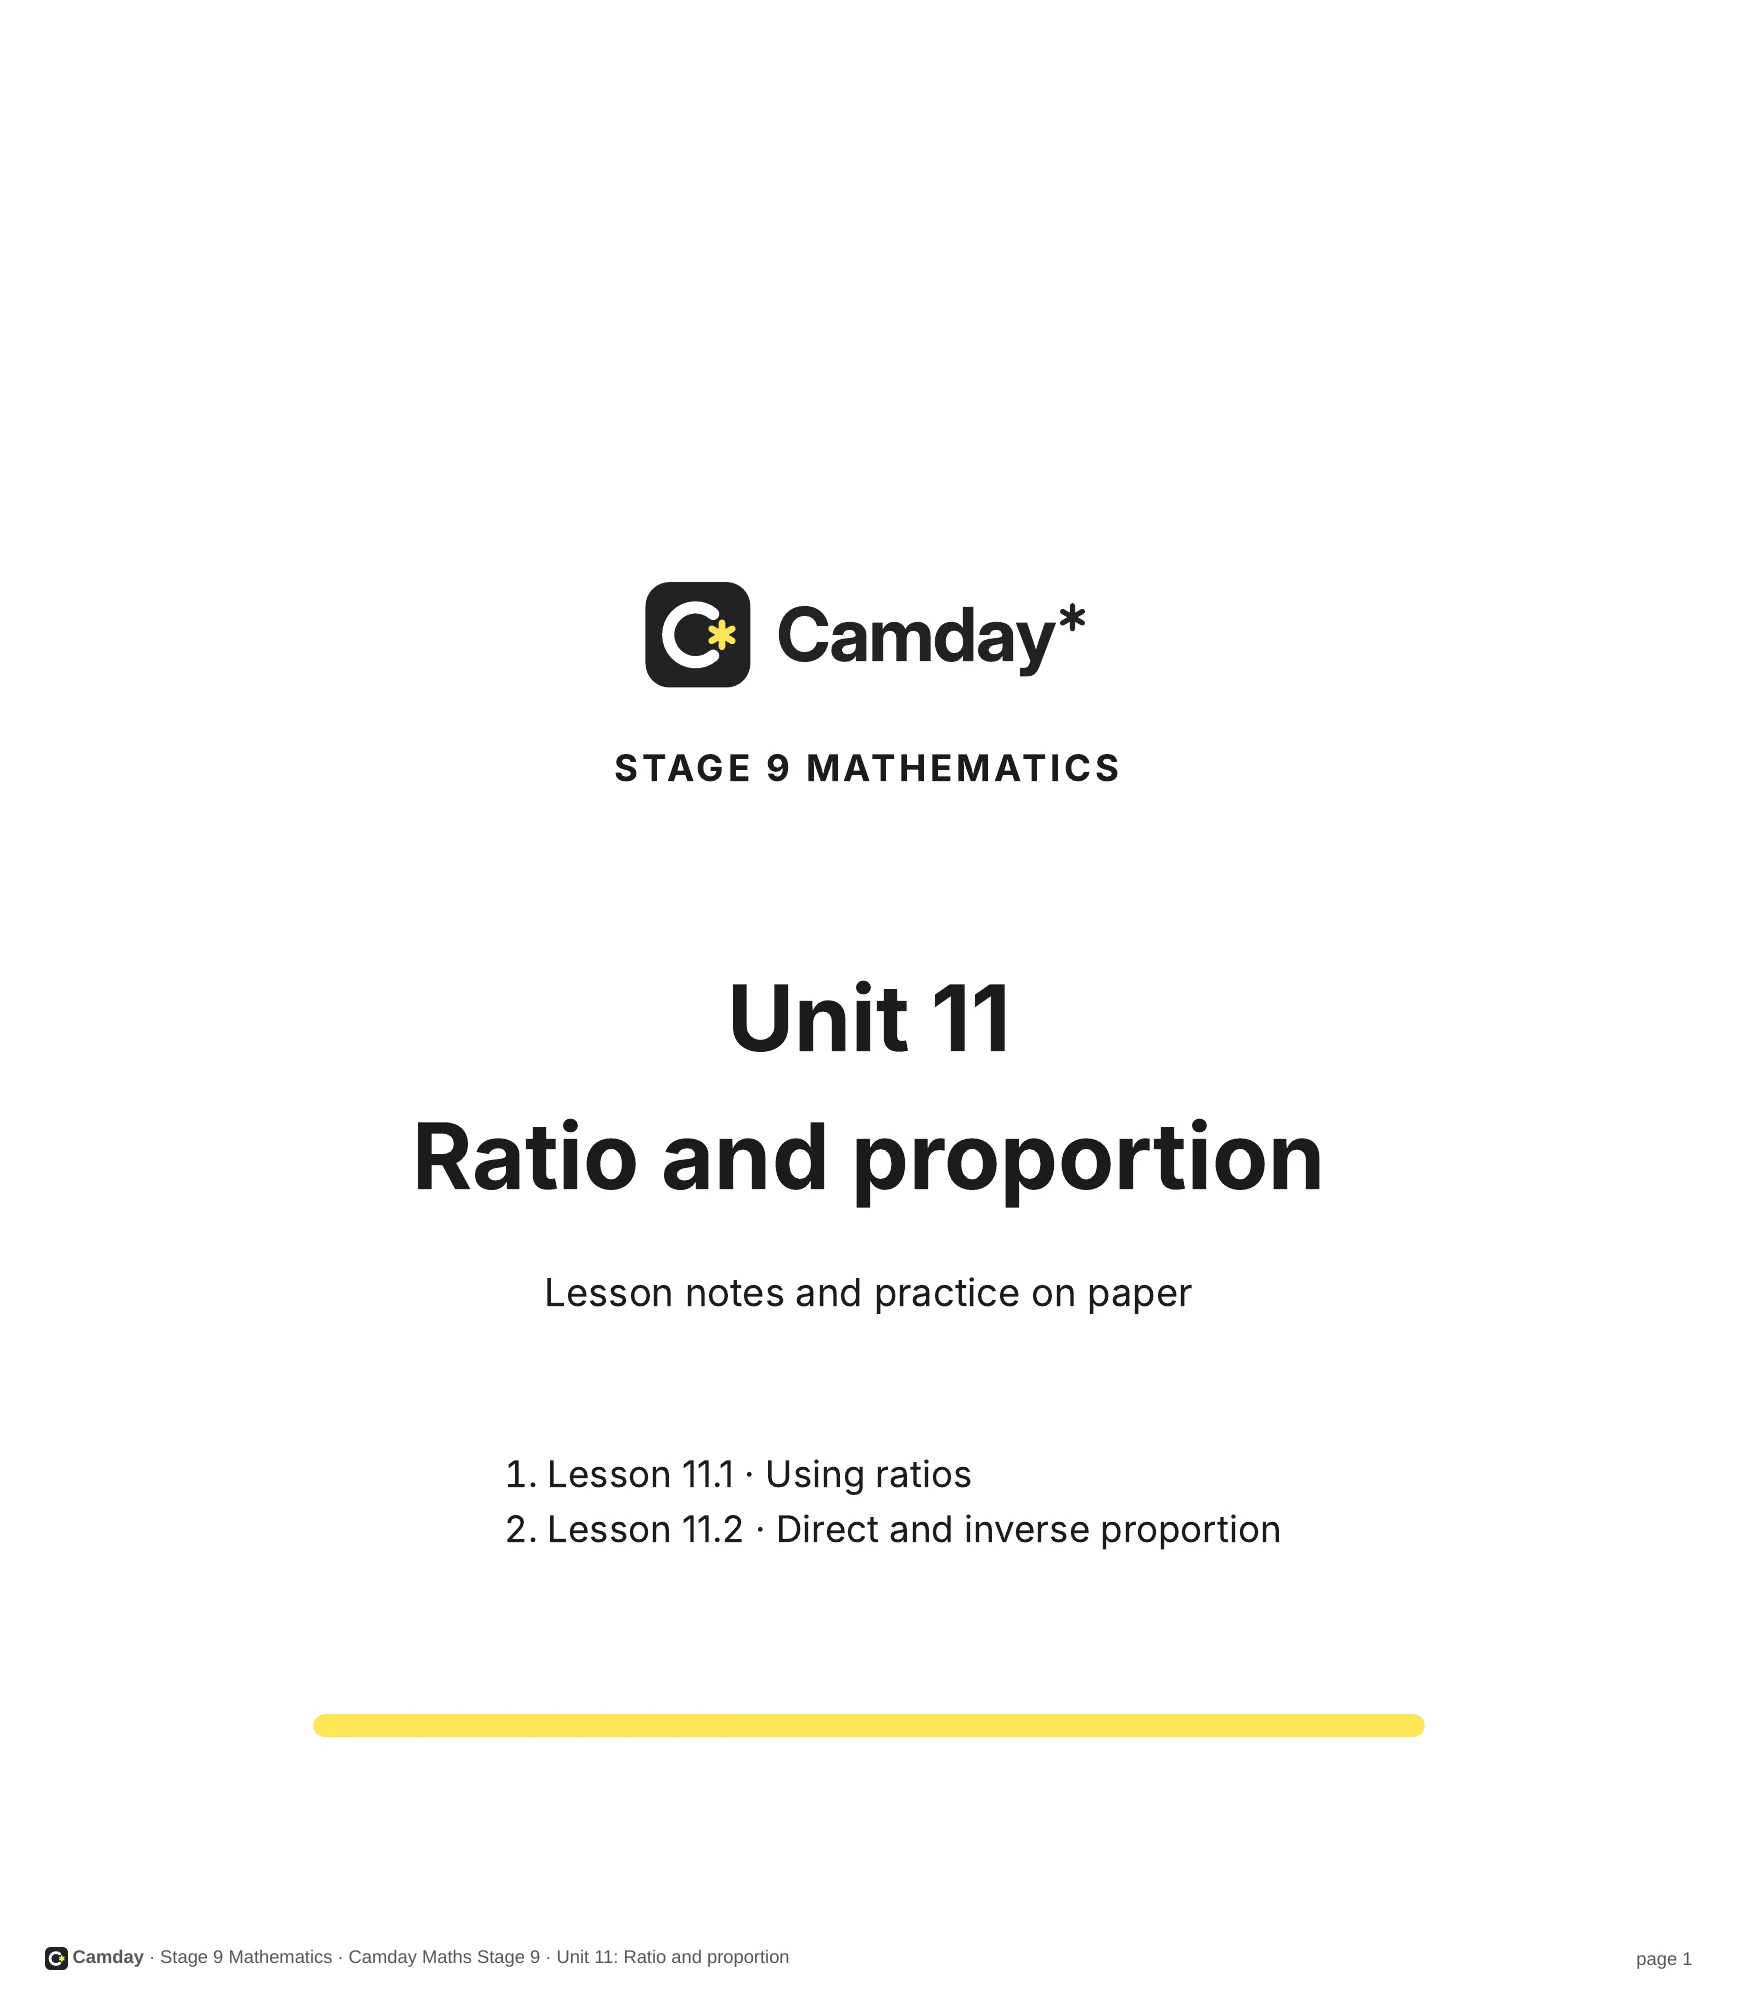 Camday*
STAGE 9 MATHEMATICS
Unit 11
Ratio and proportion
Lesson notes and practice on paper
1. Lesson 11.1 · Using ratios
2. Lesson 11.2 · Direct and inverse proportion
Camday · Stage 9 Mathematics · Camday Maths Stage 9 · Unit 11: Ratio and proportion
page 1